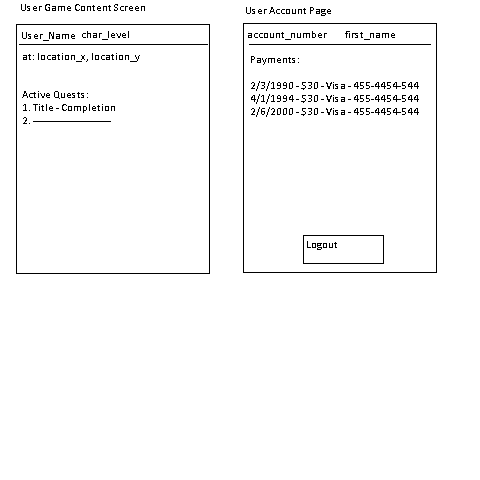 User Game Content Screen
User_Name char_level
at: location_x, location_y
Active Quests:
1. Title - Completion
2.
User Account Page
account_number first_name
Payments:
2/3/1990 - $30 - Visa - 455-4454-544
4/1/1994 - $30 - Visa - 455-4454-544
2/6/2000 - $30 - Visa - 455-4454-544
Logout